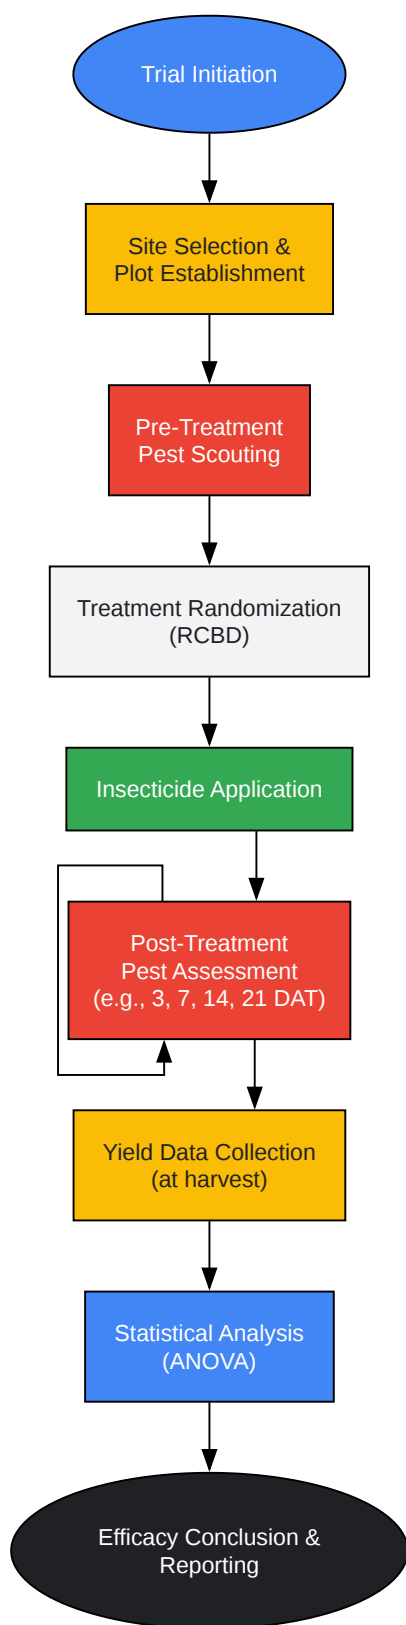 Trial Initiation
Site Selection &
Plot Establishment
Pre-Treatment
Pest Scouting
Treatment Randomization
(RCBD)
Insecticide Application
Post-Treatment
Pest Assessment
(e.g., 3, 7, 14, 21 DAT)
Yield Data Collection
(at harvest)
Statistical Analysis
(ANOVA)
Efficacy Conclusion &
Reporting